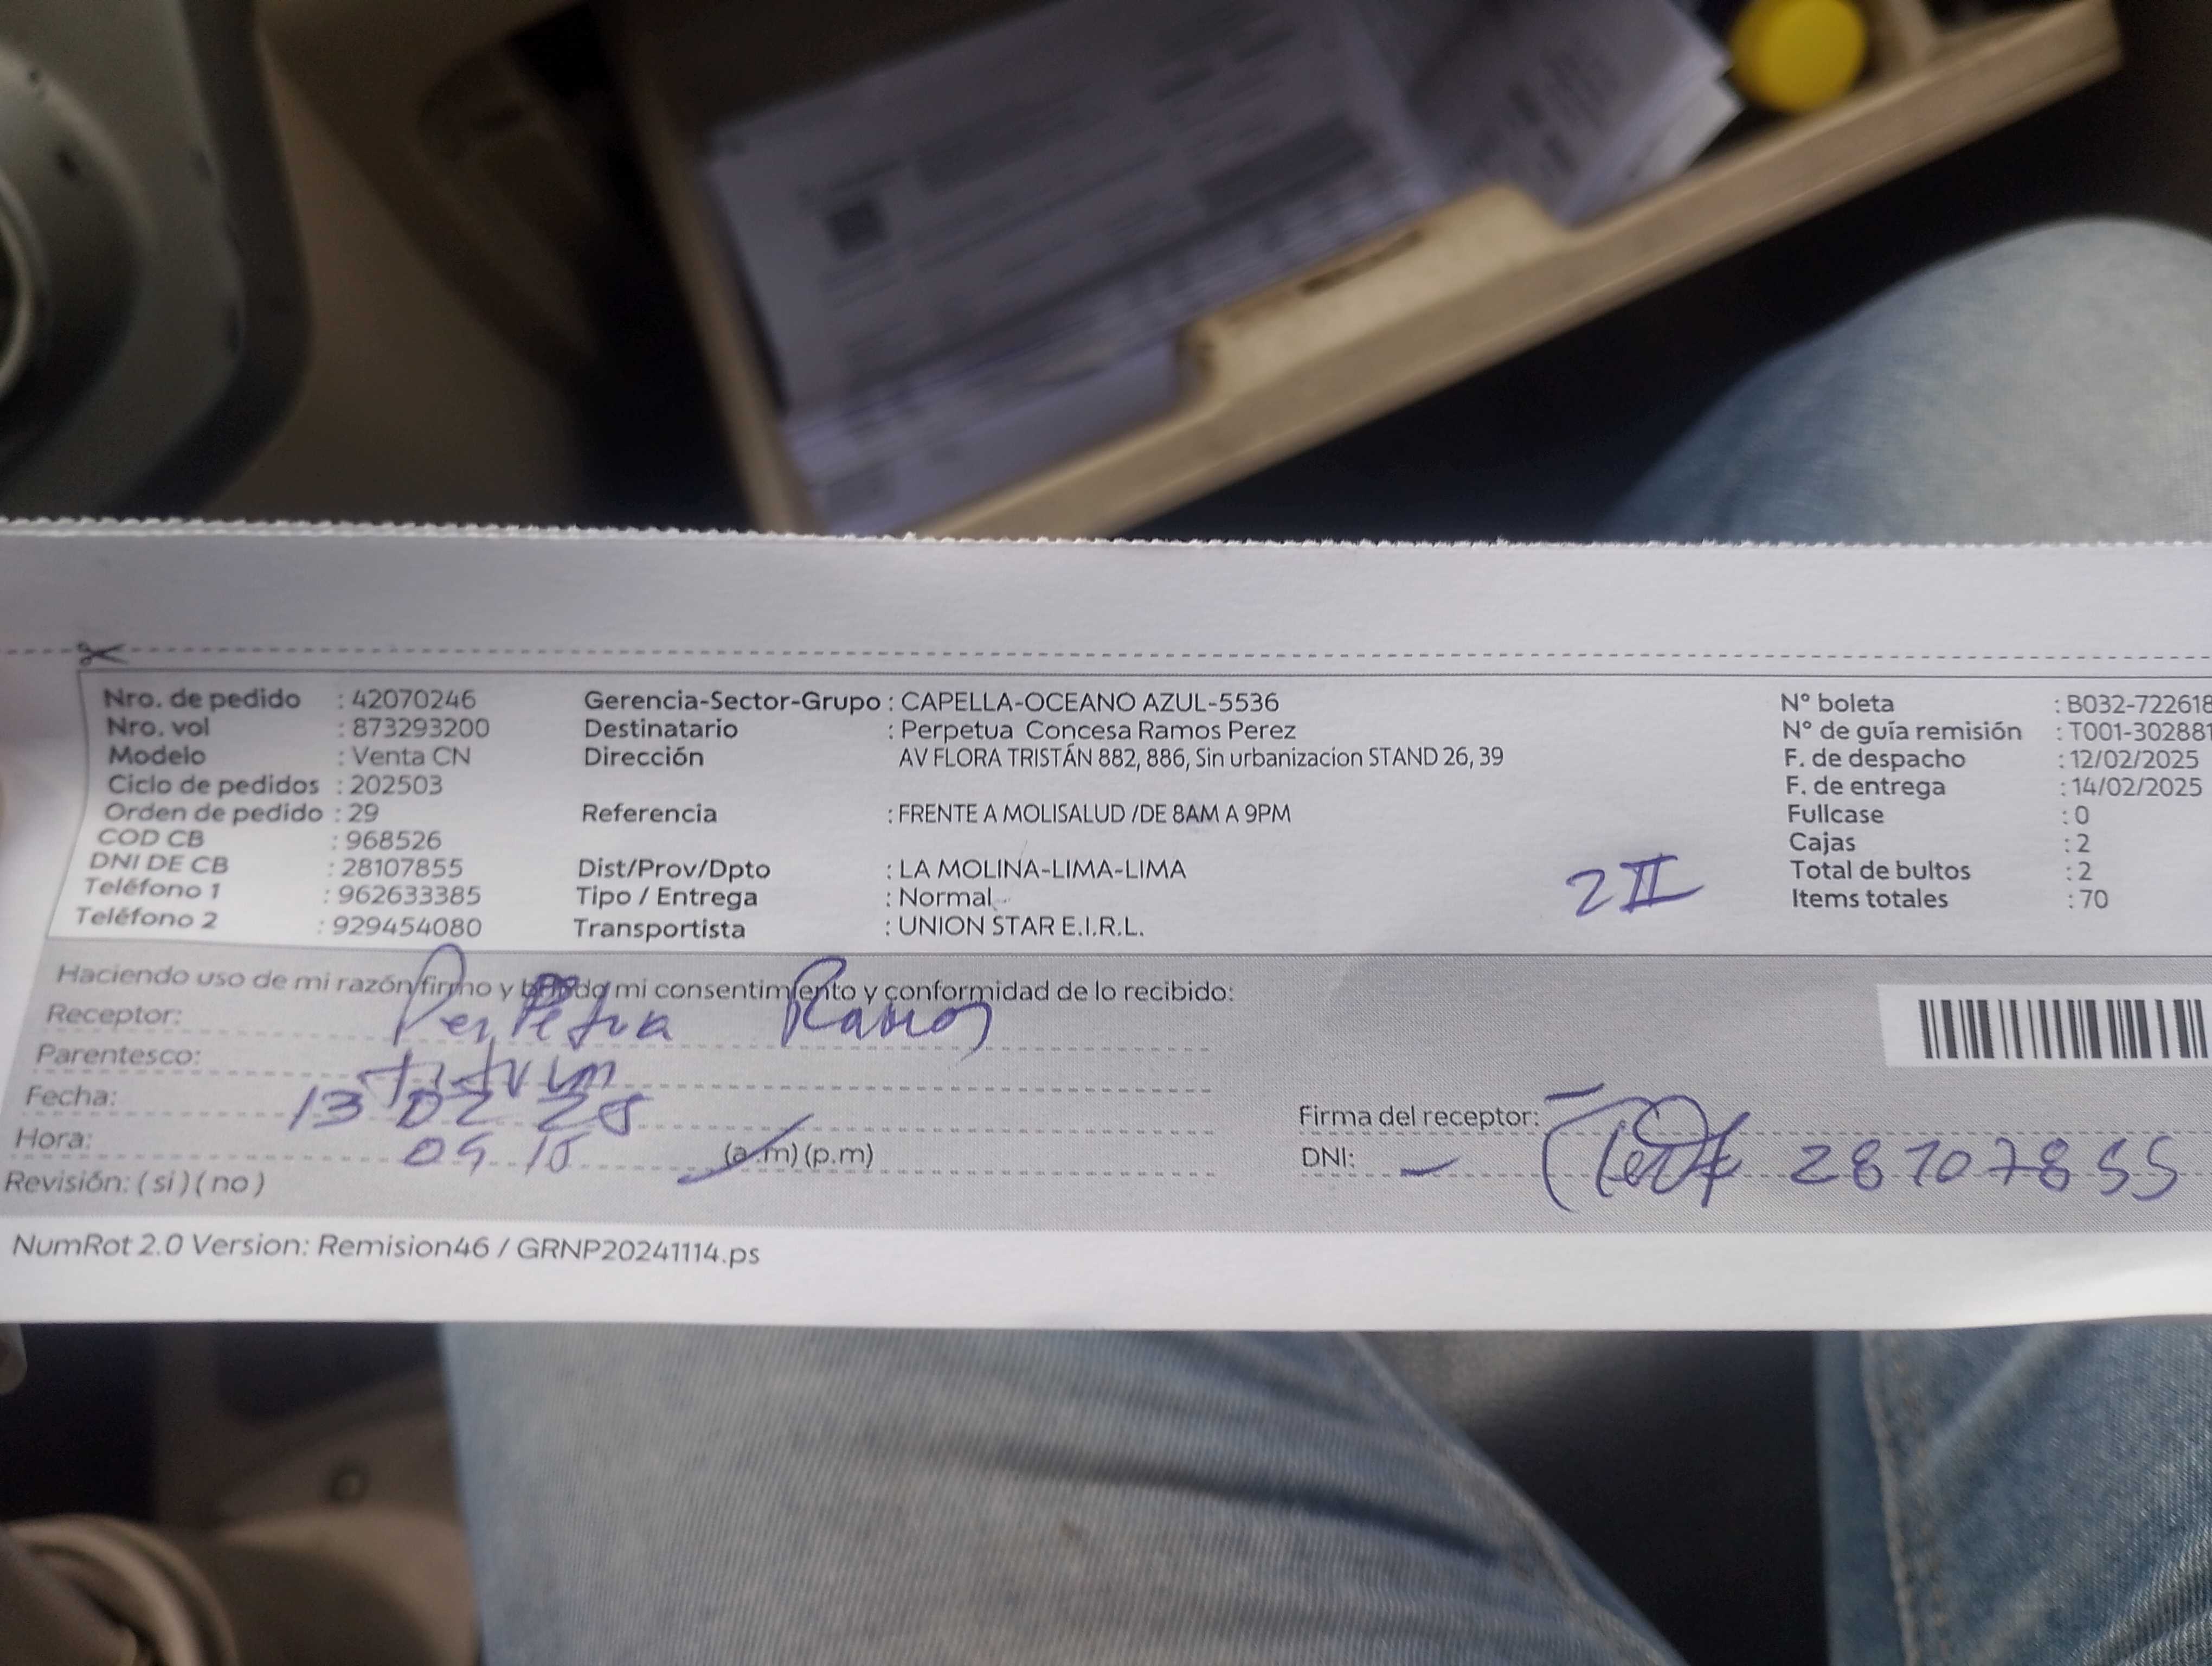 Nro. de pedido : 42070246 Gerencia-Sector-Grupo : CAPELLA-OCEANO AZUL-5536 N° boleta : B032-722618
Nro. vol : 873293200 Destinatario : Perpetua Concesa Ramos Perez N° de guía remisión : T001-302881
Modelo : Venta CN Dirección AV FLORA TRISTÁN 882, 886, Sin urbanizacion STAND 26, 39 F. de despacho : 12/02/2025
Ciclo de pedidos : 202503 F. de entrega : 14/02/2025
Orden de pedido : 29 Referencia : FRENTE A MOLISALUD /DE 8AM A 9PM Fullcase : 0
COD CB : 968526 Cajas : 2
DNI DE CB : 28107855 Dist/Prov/Dpto : LA MOLINA-LIMA-LIMA 2 II Total de bultos : 2
Teléfono 1 : 962633385 Tipo / Entrega : Normal Items totales : 70
Teléfono 2 : 929454080 Transportista : UNION STAR E.I.R.L.
Haciendo uso de mi razón firmo y brindo mi consentimiento y conformidad de lo recibido:
Receptor: Perpetua Ramos
Parentesco:
Fecha: 13 02 25
Hora: 09 15 (a.m) (p.m) Firma del receptor:
DNI: 28107855
Revisión: ( si ) ( no )
NumRot 2.0 Version: Remision46 / GRNP20241114.ps